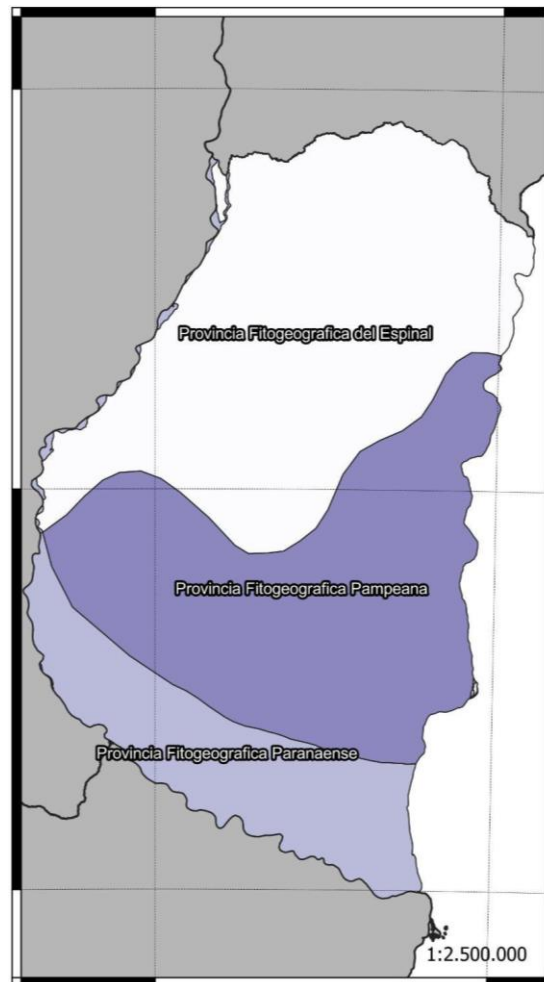 Provincia Fitogeografica del Espinal
Provincia Fitogeografica Pampeana
Provincia Fitogeografica Paranaense
1:2.500.000